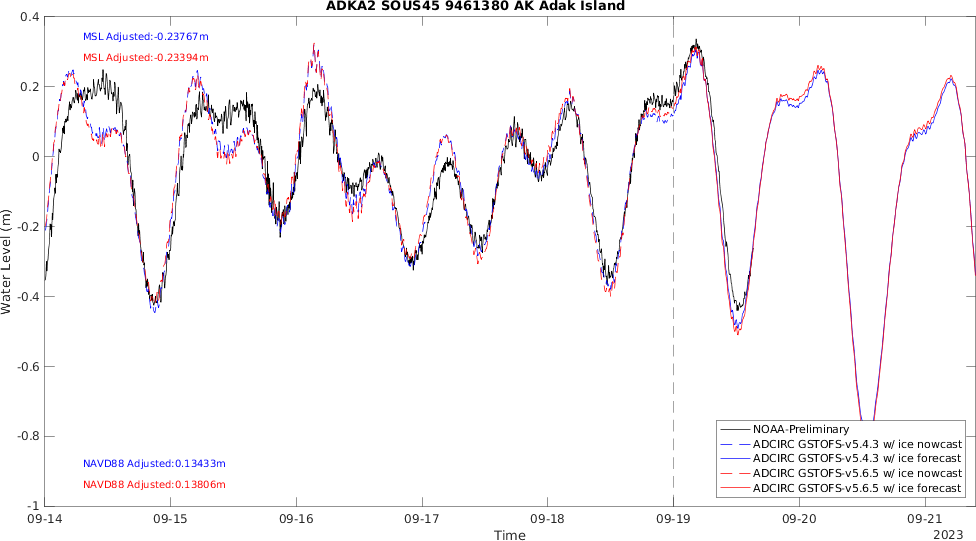 ADKA2 SOUS45 9461380 AK Adak Island
MSL Adjusted:-0.23767m
MSL Adjusted:-0.23394m
NAVD88 Adjusted:0.13433m
NAVD88 Adjusted:0.13806m
Water Level (m)
0.4
0.2
0
-0.2
-0.4
-0.6
-0.8
-1
NOAA-Preliminary
ADCIRC GSTOFS-v5.4.3 w/ ice nowcast
ADCIRC GSTOFS-v5.4.3 w/ ice forecast
ADCIRC GSTOFS-v5.6.5 w/ ice nowcast
ADCIRC GSTOFS-v5.6.5 w/ ice forecast
09-14 09-15 09-16 09-17 09-18 09-19 09-20 09-21
Time
2023